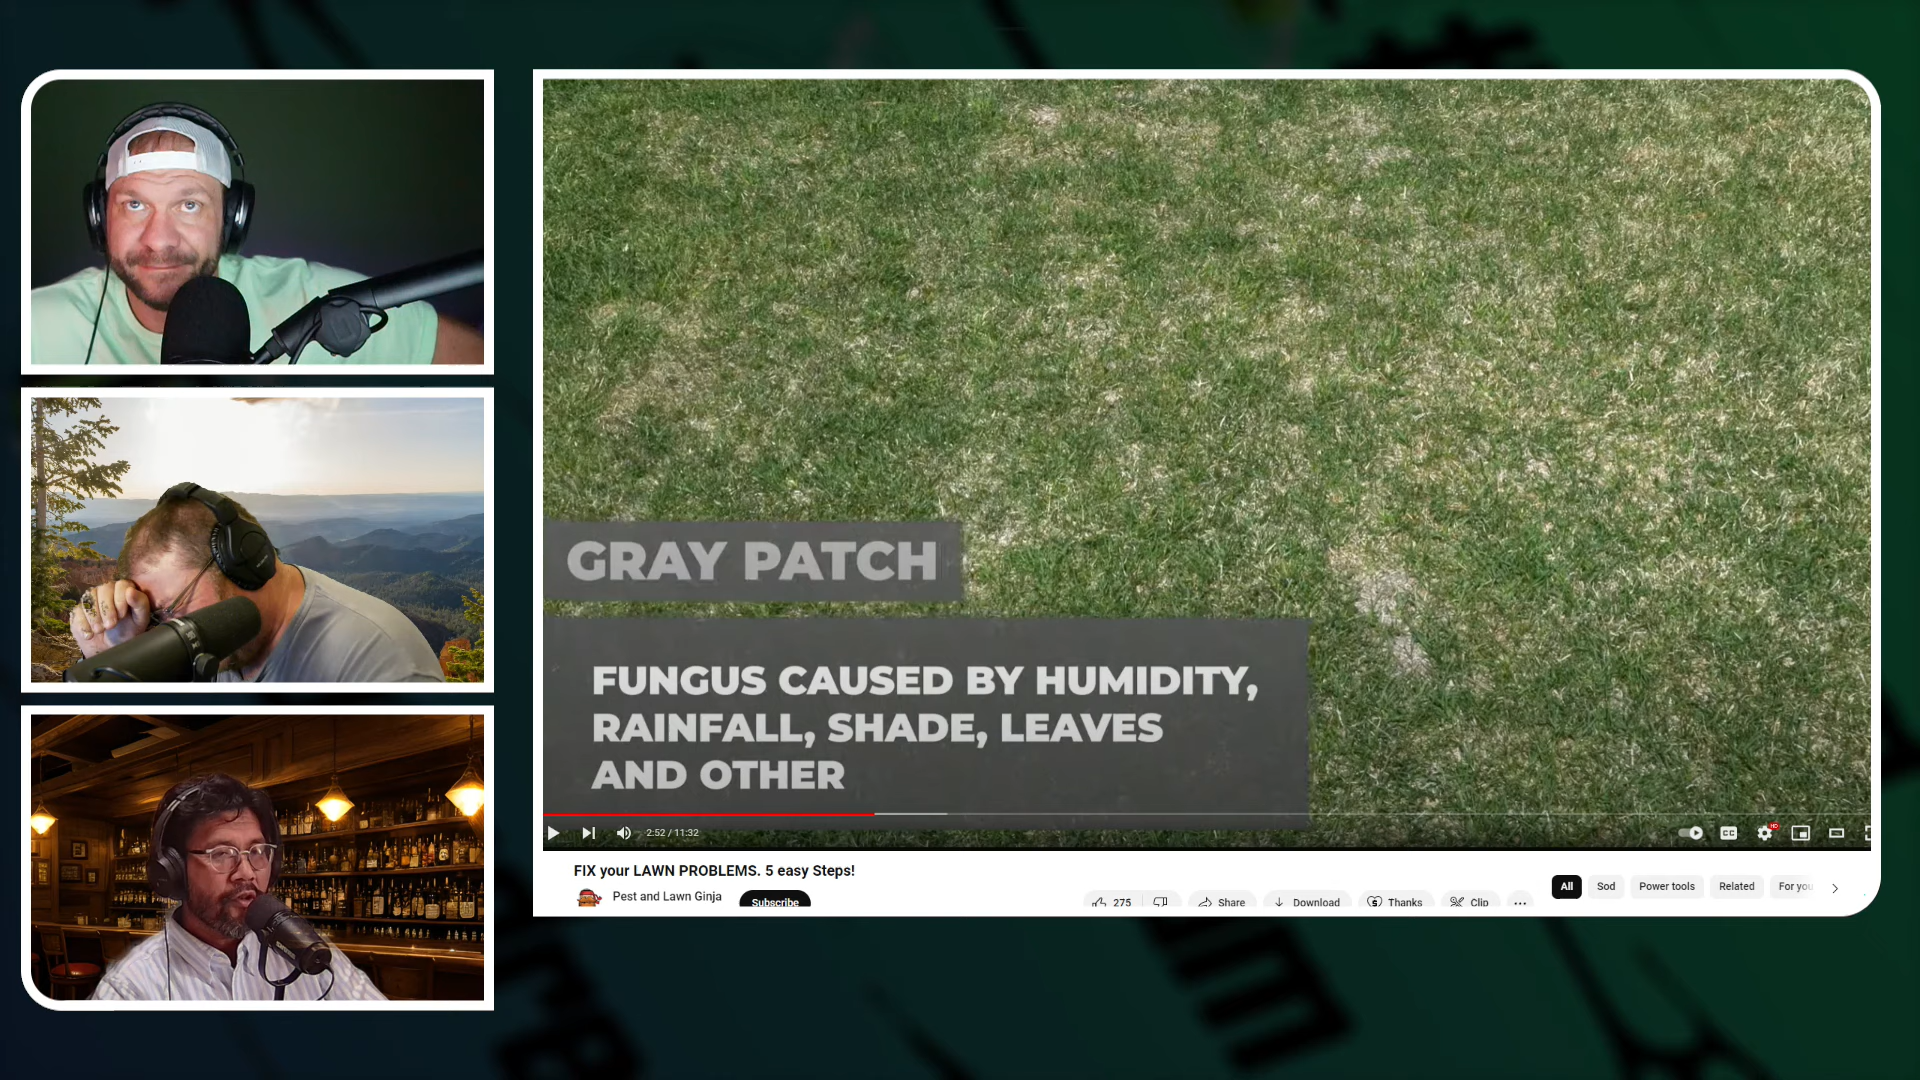 GRAY PATCH
FUNGUS CAUSED BY HUMIDITY,
RAINFALL, SHADE, LEAVES
AND OTHER
2:52 / 11:32
CC
HD
FIX your LAWN PROBLEMS. 5 easy Steps!
Pest and Lawn Ginja
Subscribe
275
Share
Download
Thanks
Clip
...
All
Sod
Power tools
Related
For you